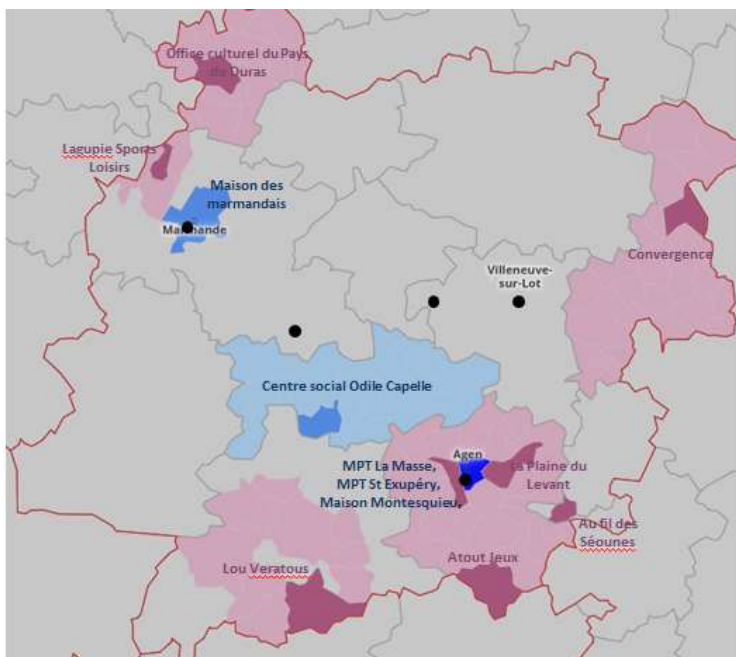 Office culturel du Pays
du Duras
Lagupie Sports
Loisirs
Maison des
marmandais
Marmande
Convergence
Villeneuve-
sur-Lot
Centre social Odile Capelle
Agen
MPT La Masse,
MPT St Exupéry,
Maison Montesquieu,
La Plaine du
Levant
Au fil des
Séounes
Lou Veratous
Atout Jeux